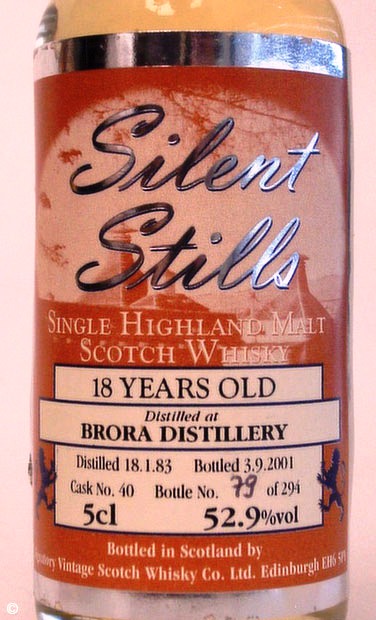 Silent
Stills
SINGLE HIGHLAND MALT
SCOTCH WHISKY
18 YEARS OLD
Distilled at
BRORA DISTILLERY
Distilled 18.1.83 Bottled 3.9.2001
Cask No. 40 Bottle No. 79 of 294
5cl 52.9%vol
Bottled in Scotland by
Vintage Scotch Whisky Co. Ltd. Edinburgh EH6
©